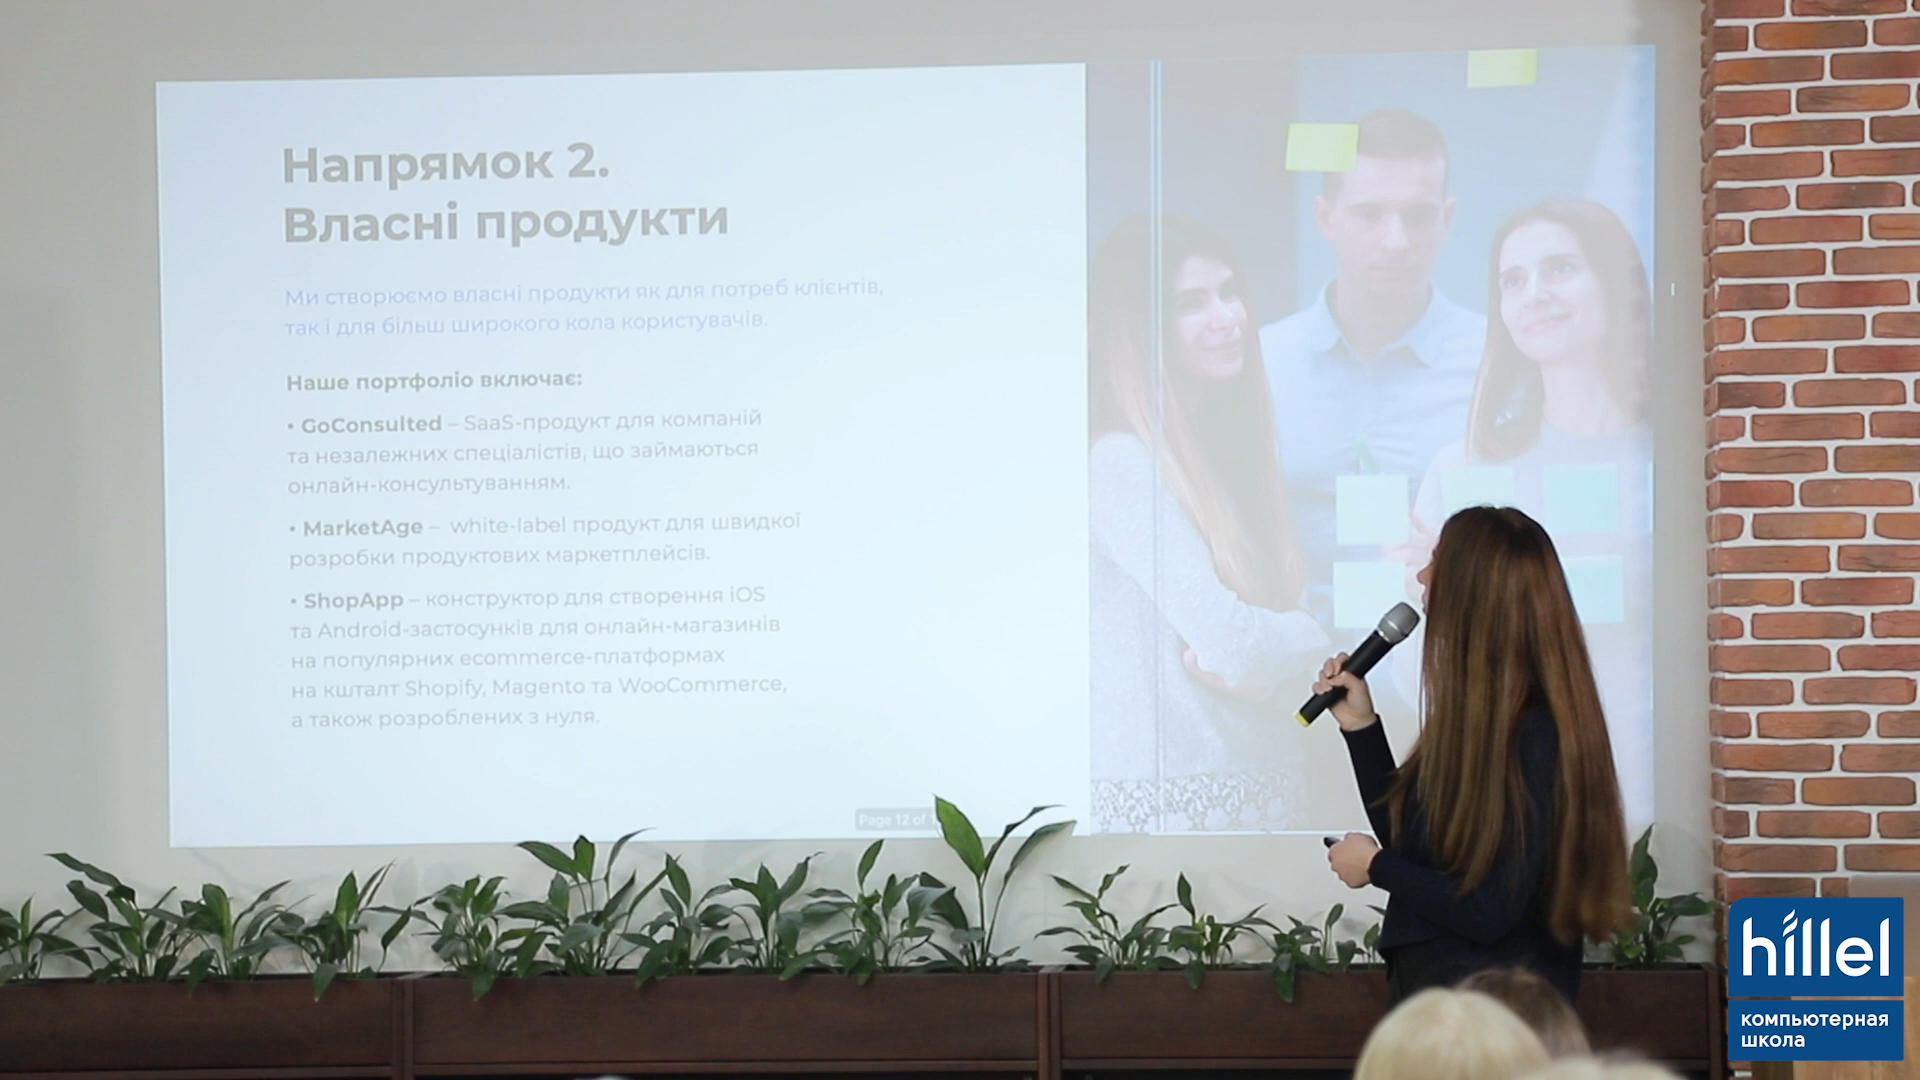 Напрямок 2.
Власні продукти
Ми створюємо власні продукти як для потреб клієнтів,
так і для більш широкого кола користувачів.
Наше портфоліо включає:
• GoConsulted – SaaS-продукт для компаній
та незалежних спеціалістів, що займаються
онлайн-консультуванням.
• MarketAge – white-label продукт для швидкої
розробки продуктових маркетплейсів.
• ShopApp – конструктор для створення iOS
та Android-застосунків для онлайн-магазинів
на популярних ecommerce-платформах
на кшталт Shopify, Magento та WooCommerce,
а також розроблених з нуля.
Page 12 of
hillel
компьютерная
школа